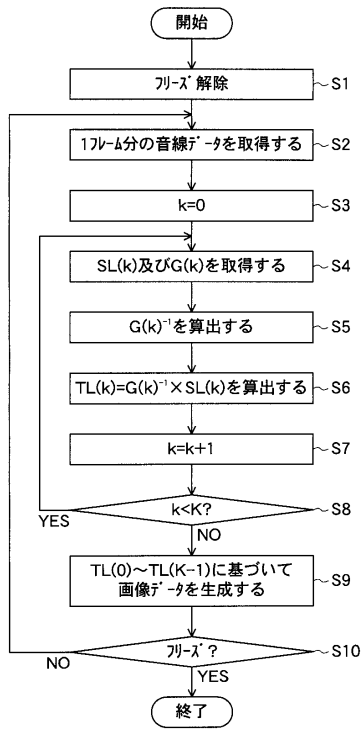 開始
ﾌﾘｰｽﾞ解除
S1
1ﾌﾚｰﾑ分の音線ﾃﾞｰﾀを取得する
S2
k=0
S3
SL(k)及びG(k)を取得する
S4
G(k)⁻¹を算出する
S5
TL(k)=G(k)⁻¹×SL(k)を算出する
S6
k=k+1
S7
k<K?
S8
YES
NO
TL(0)～TL(K-1)に基づいて
画像ﾃﾞｰﾀを生成する
S9
ﾌﾘｰｽﾞ?
S10
NO
YES
終了